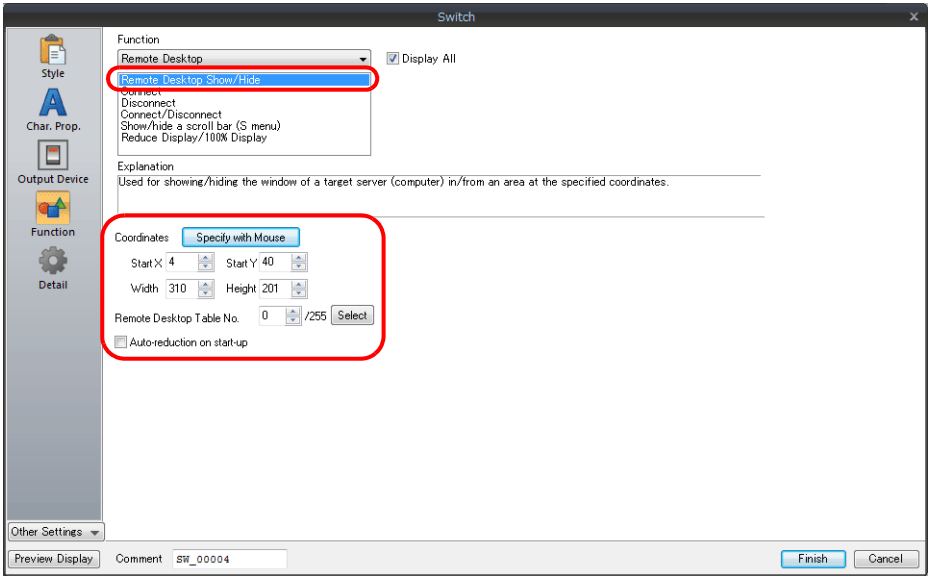 Switch
Style
Char. Prop.
Output Device
Function
Detail
Other Settings
Preview Display
Function
Remote Desktop
Display All
Remote Desktop Show/Hide
Connect
Disconnect
Connect/Disconnect
Show/hide a scroll bar (S menu)
Reduce Display/100% Display
Explanation
Used for showing/hiding the window of a target server (computer) in/from an area at the specified coordinates.
Coordinates Specify with Mouse
Start X 4 Start Y 40
Width 310 Height 201
Remote Desktop Table No. 0 /255 Select
Auto-reduction on start-up
Comment SW_00004
Finish Cancel